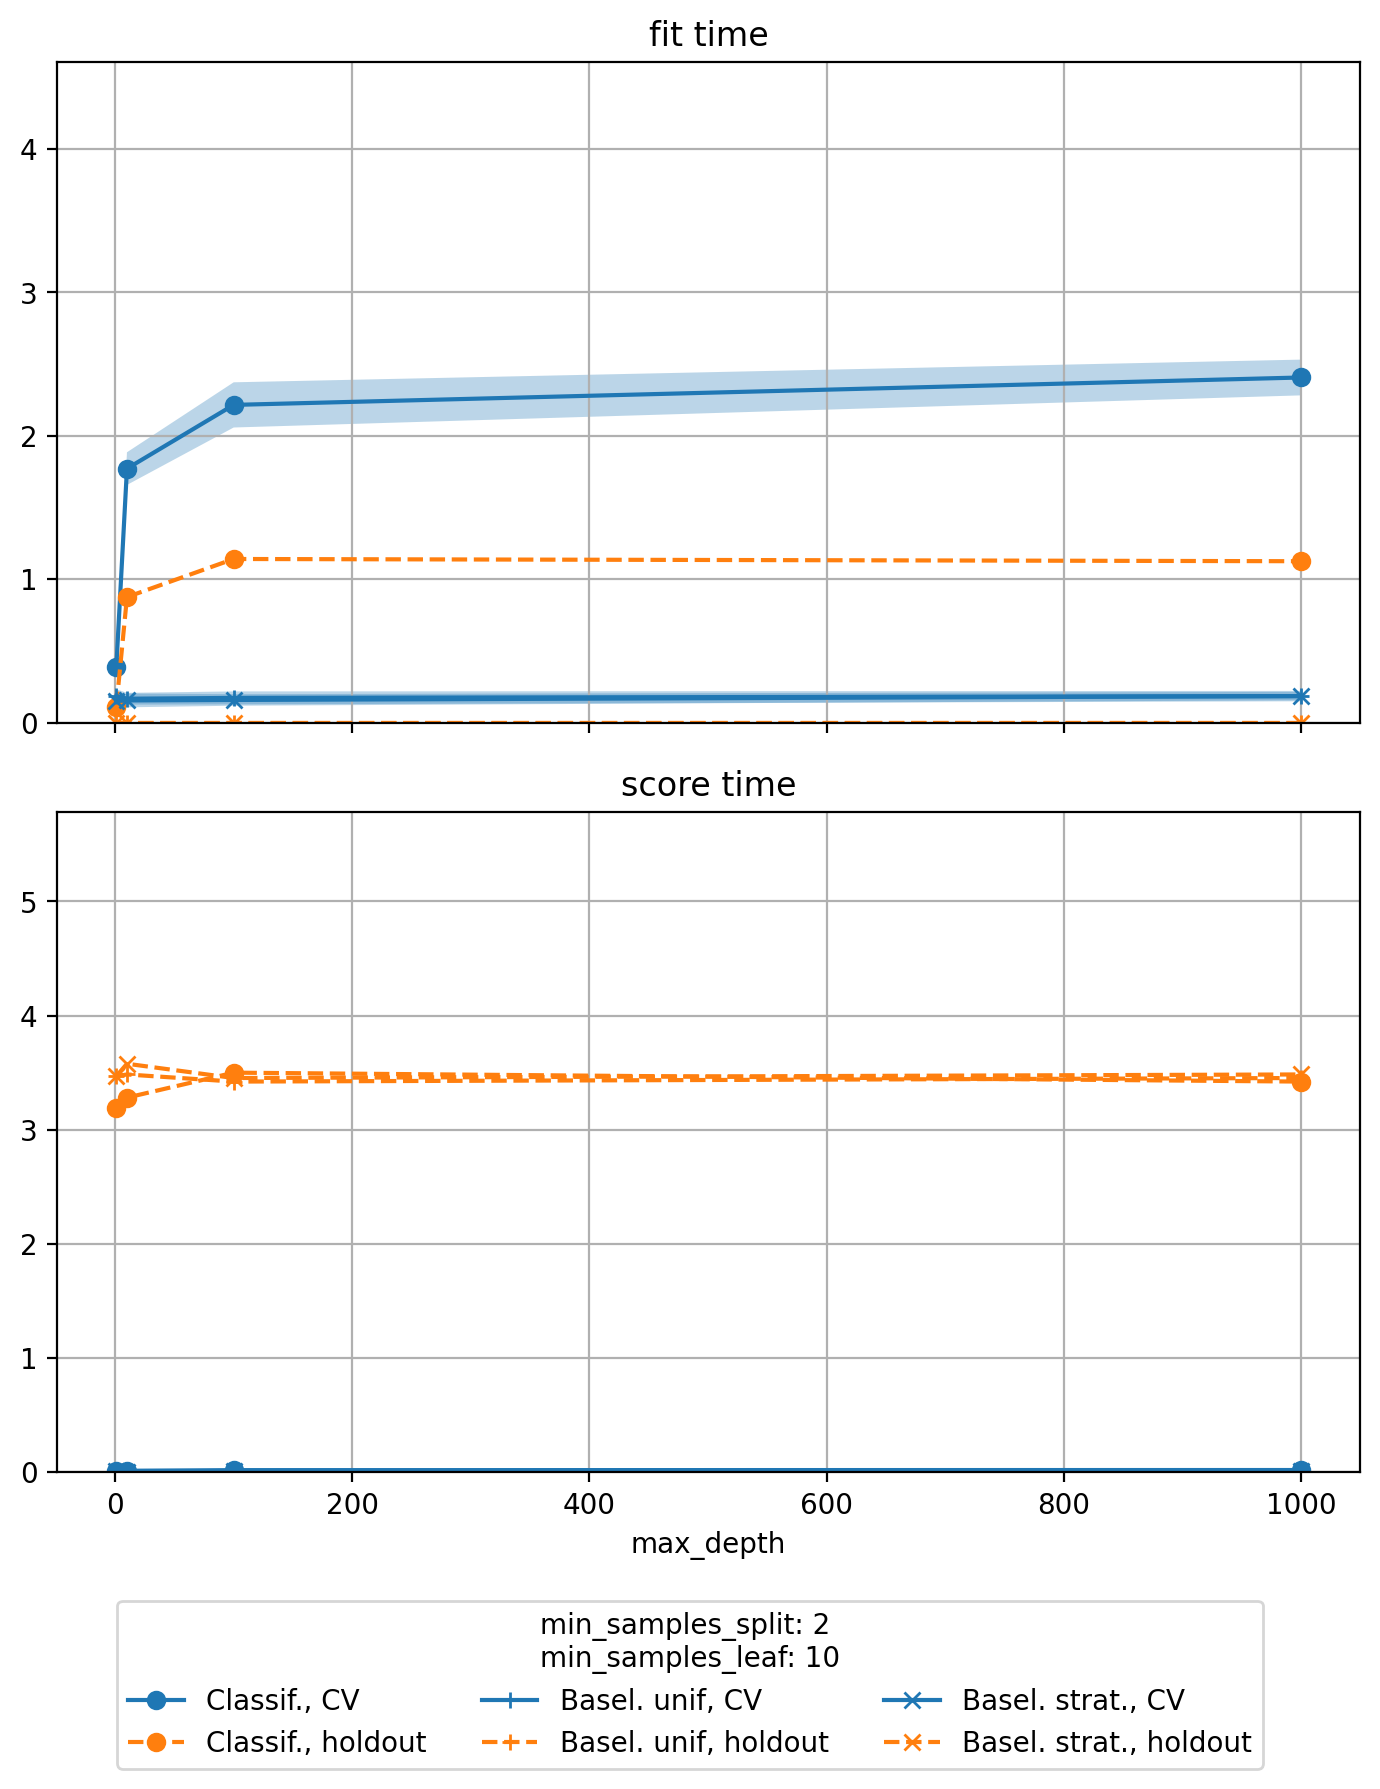 fit time
4
3
2
1
0
score time
5
4
3
2
1
0
0 200 400 600 800 1000
max_depth
min_samples_split: 2
min_samples_leaf: 10
Classif., CV Basel. unif, CV Basel. strat., CV
Classif., holdout Basel. unif, holdout Basel. strat., holdout